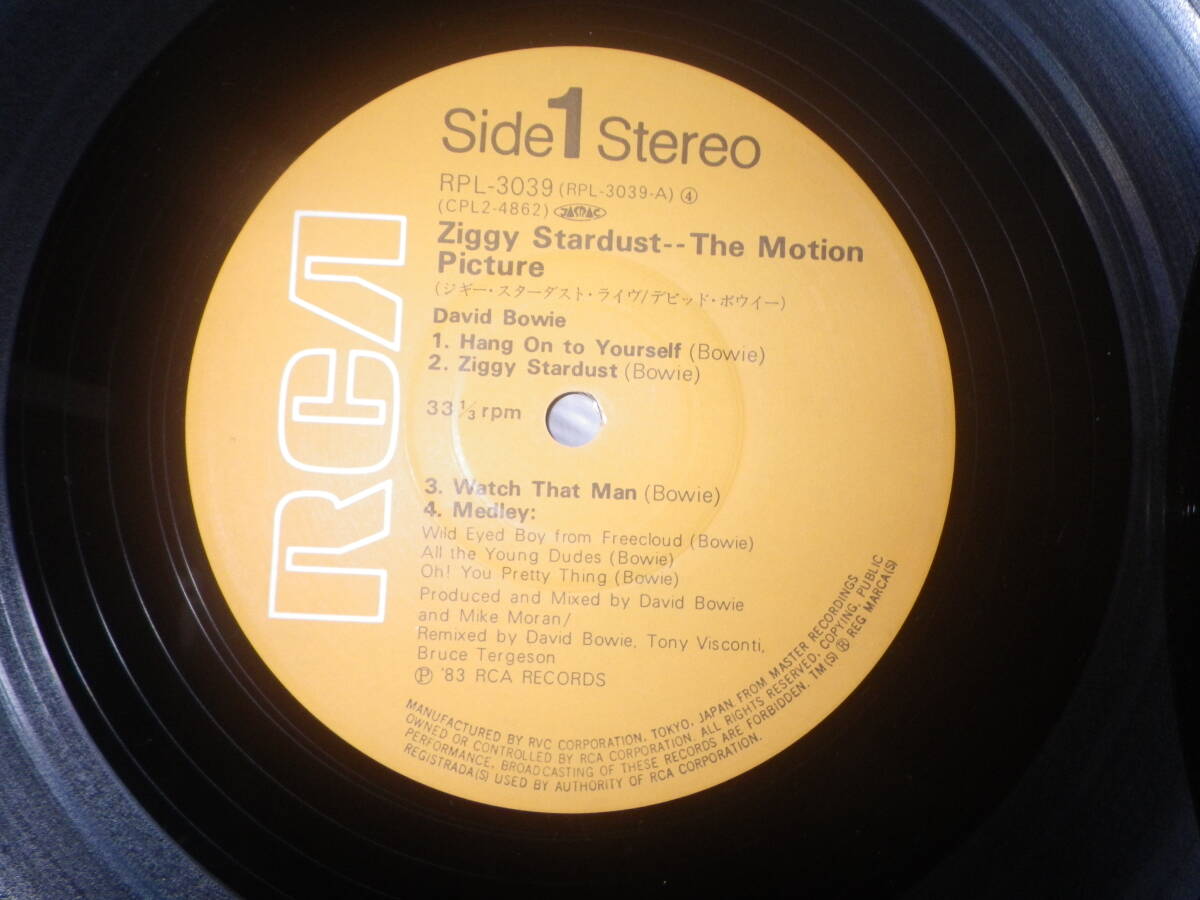 Side 1 Stereo
RPL-3039 (RPL-3039-A) ④
(CPL2-4862) JASRAC
Ziggy Stardust--The Motion
Picture
(ジギー・スターダスト・ライヴ/デビッド・ボウイー)
David Bowie
1. Hang On to Yourself (Bowie)
2. Ziggy Stardust (Bowie)
33 1/3 rpm
3. Watch That Man (Bowie)
4. Medley:
Wild Eyed Boy from Freecloud (Bowie)
All the Young Dudes (Bowie)
Oh! You Pretty Thing (Bowie)
Produced and Mixed by David Bowie
and Mike Moran/
Remixed by David Bowie, Tony Visconti,
Bruce Tergeson
Ⓟ '83 RCA RECORDS
MANUFACTURED BY RVC CORPORATION, TOKYO, JAPAN, FROM MASTER RECORDINGS
OWNED OR CONTROLLED BY RCA CORPORATION. ALL RIGHTS RESERVED, COPYING, PUBLIC
PERFORMANCE, BROADCASTING OF THESE RECORDS ARE FORBIDDEN. TM(S) ® REG MARCA(S)
REGISTRADA(S) USED BY AUTHORITY OF RCA CORPORATION.
RCA